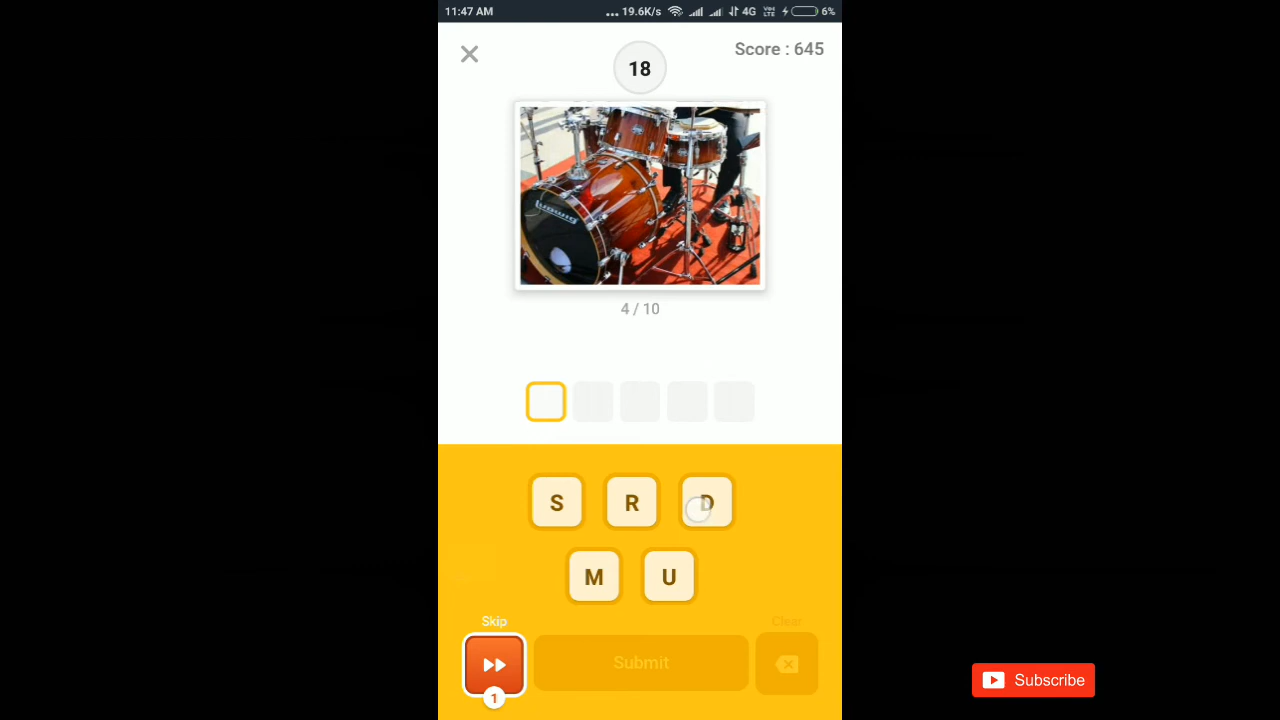 11:47 AM
... 19.6K/s 4G 6%
Score : 645
18
4 / 10
S R D
M U
Skip
Clear
Submit
1
Subscribe